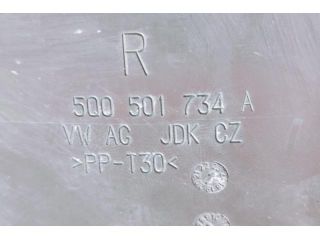 R
5Q0 501 734 A
VW AG JDK CZ
>PP-T30<